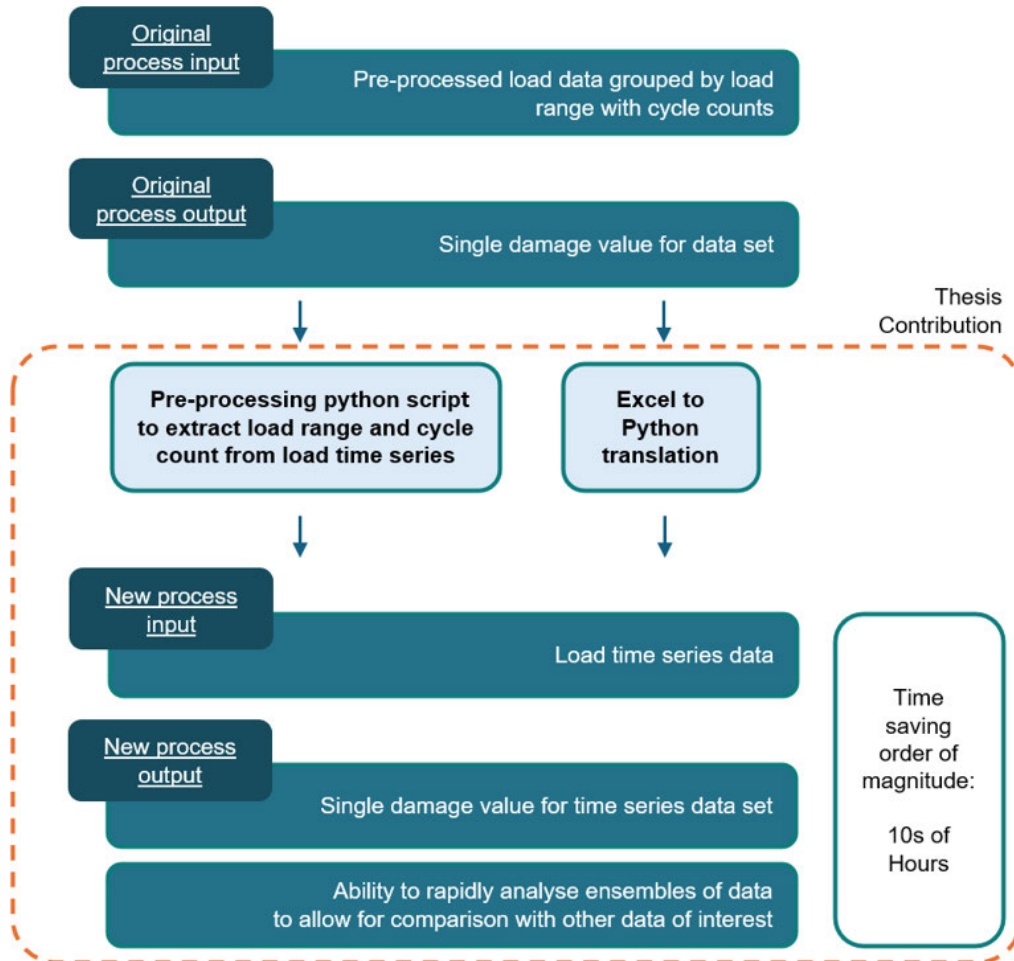 Original
process input
Pre-processed load data grouped by load
range with cycle counts
Original
process output
Single damage value for data set
Thesis
Contribution
Pre-processing python script
to extract load range and cycle
count from load time series
Excel to
Python
translation
New process
input
Load time series data
New process
output
Single damage value for time series data set
Ability to rapidly analyse ensembles of data
to allow for comparison with other data of interest
Time
saving
order of
magnitude:
10s of
Hours